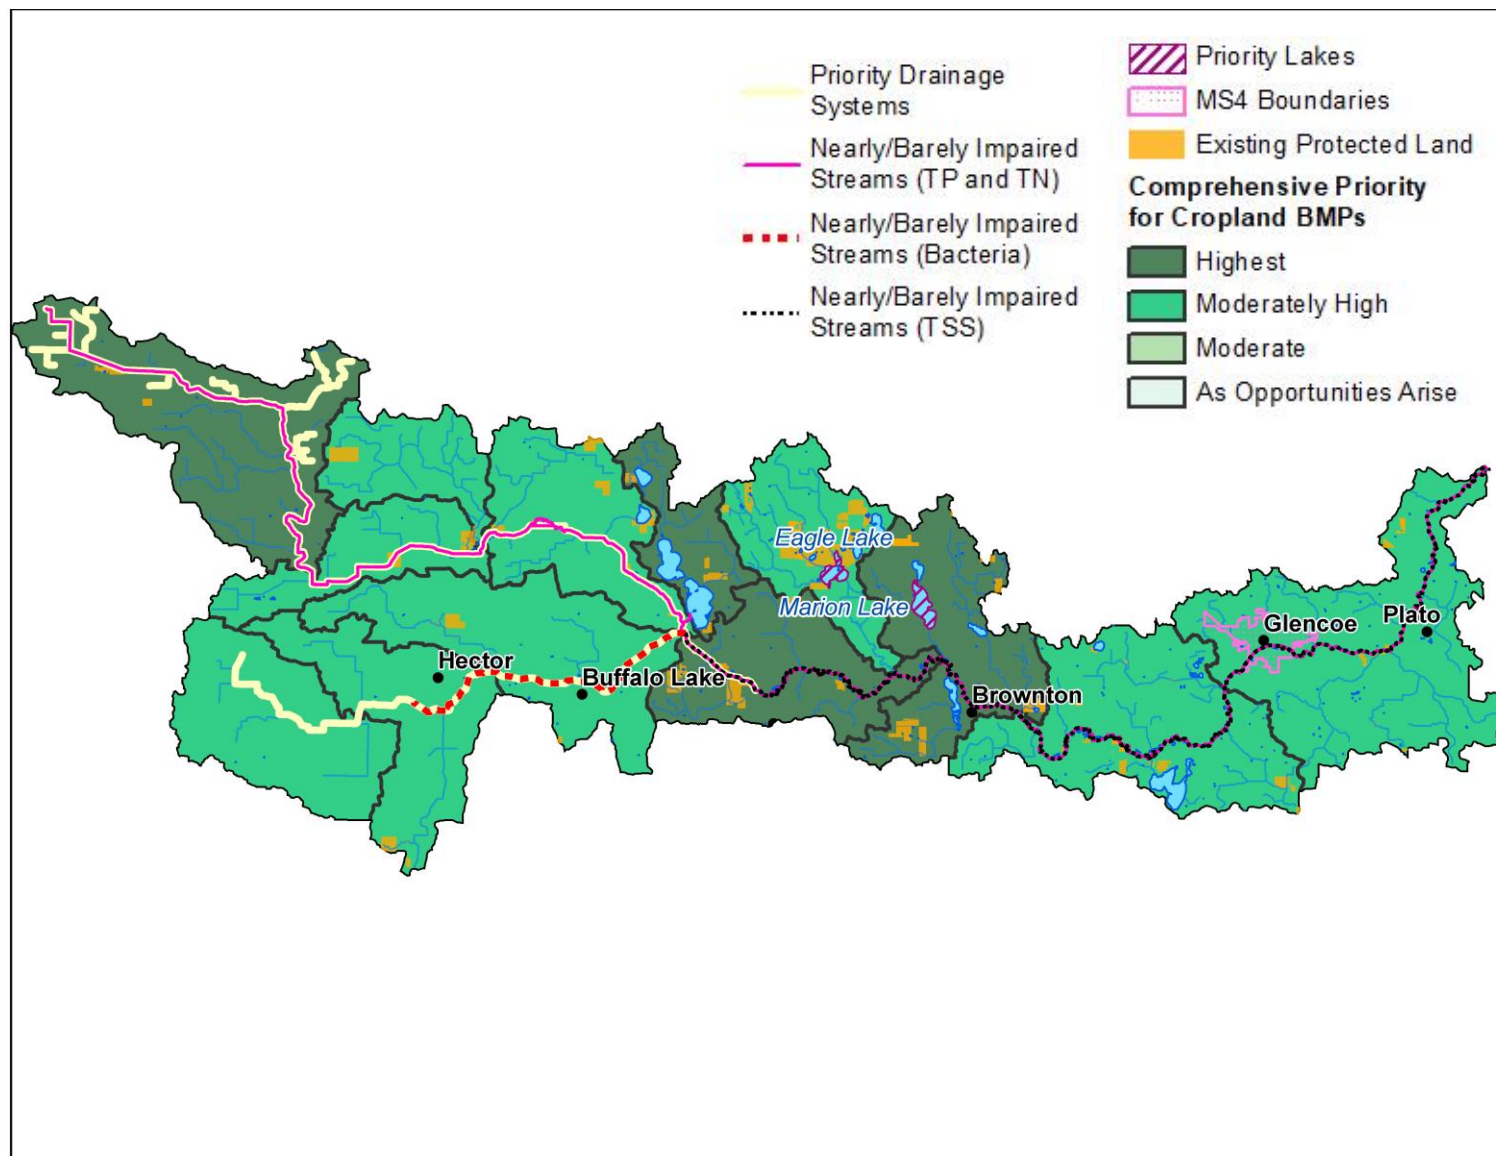 Priority Drainage
Systems
Nearly/Barely Impaired
Streams (TP and TN)
Nearly/Barely Impaired
Streams (Bacteria)
Nearly/Barely Impaired
Streams (TSS)
Priority Lakes
MS4 Boundaries
Existing Protected Land
Comprehensive Priority
for Cropland BMPs
Highest
Moderately High
Moderate
As Opportunities Arise
Eagle Lake
Marion Lake
Glencoe
Plato
Hector
Buffalo Lake
Brownton